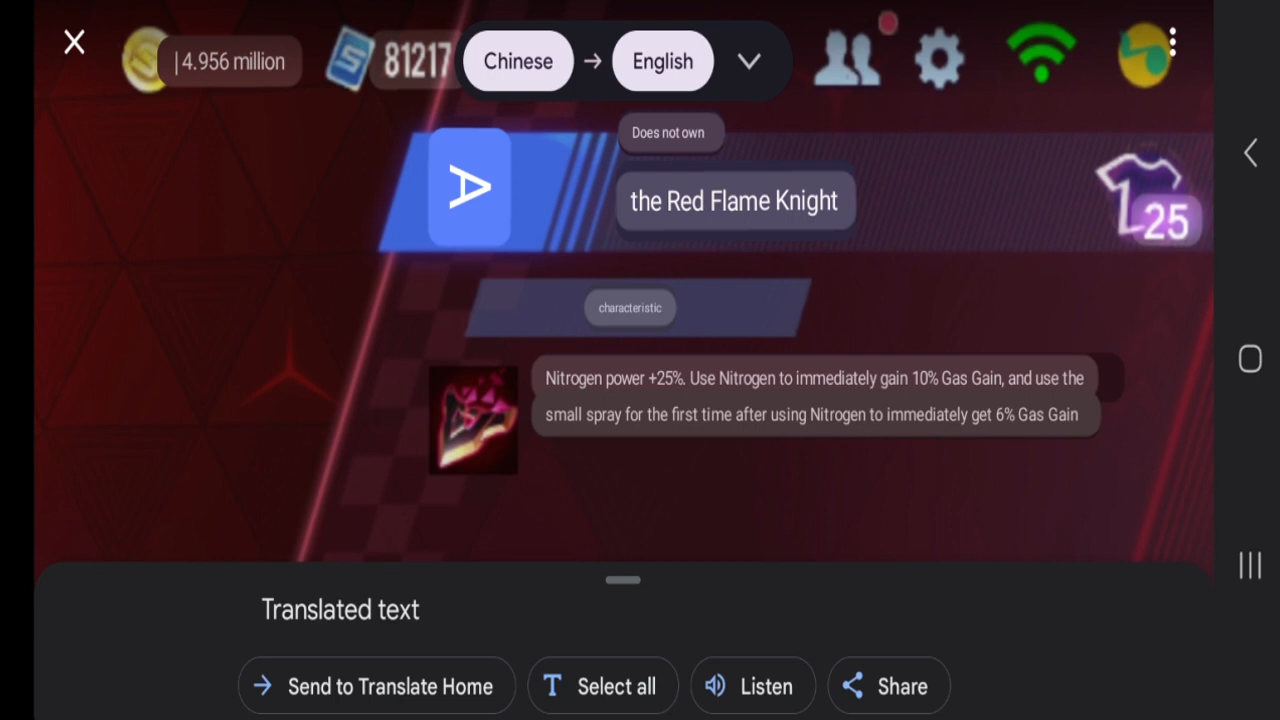 4.956 million
81217
Chinese → English
Does not own
A
the Red Flame Knight
25
characteristic
Nitrogen power +25%. Use Nitrogen to immediately gain 10% Gas Gain, and use the
small spray for the first time after using Nitrogen to immediately get 6% Gas Gain
Translated text
Send to Translate Home
Select all
Listen
Share